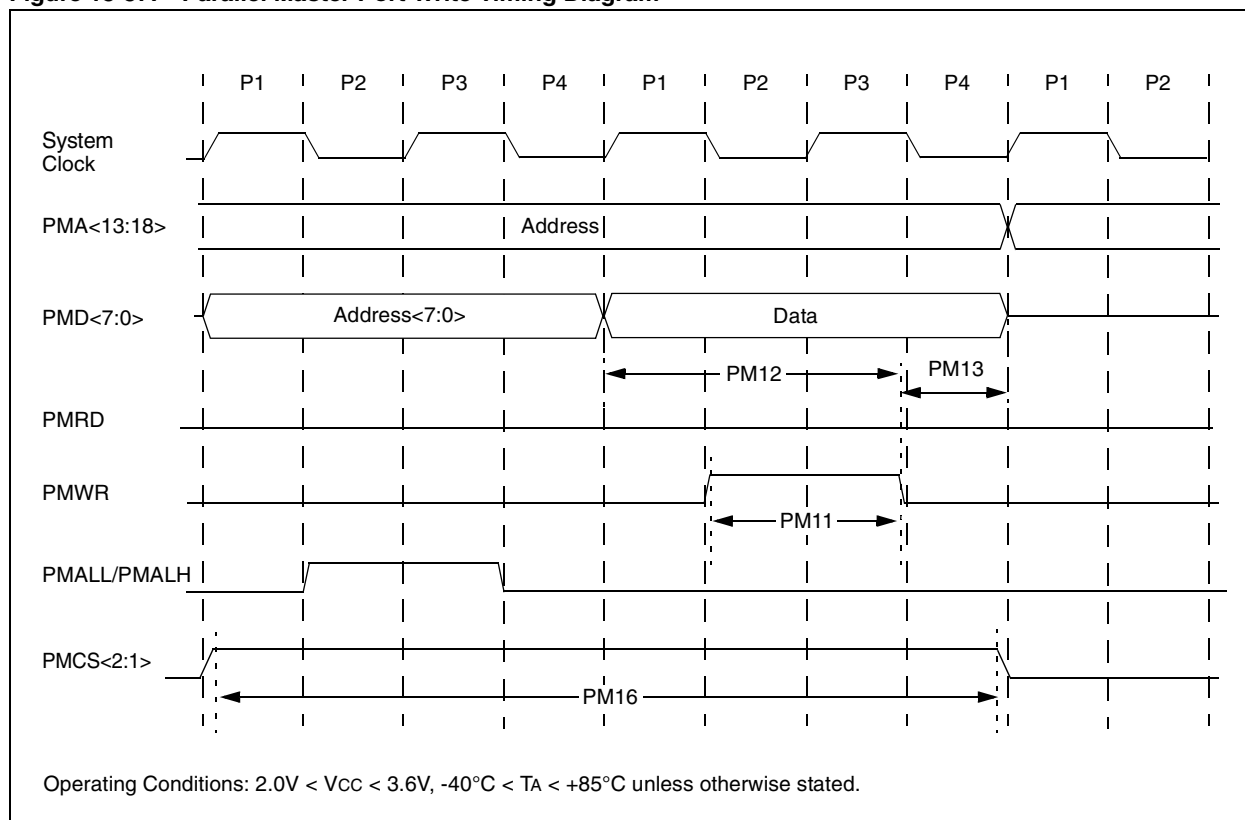 P1 P2 P3 P4 P1 P2 P3 P4 P1 P2
System
Clock
PMA<13:18>
Address
PMD<7:0>
Address<7:0>
Data
PM12
PM13
PMRD
PMWR
PM11
PMALL/PMALH
PMCS<2:1>
PM16
Operating Conditions: 2.0V < VCC < 3.6V, -40°C < TA < +85°C unless otherwise stated.